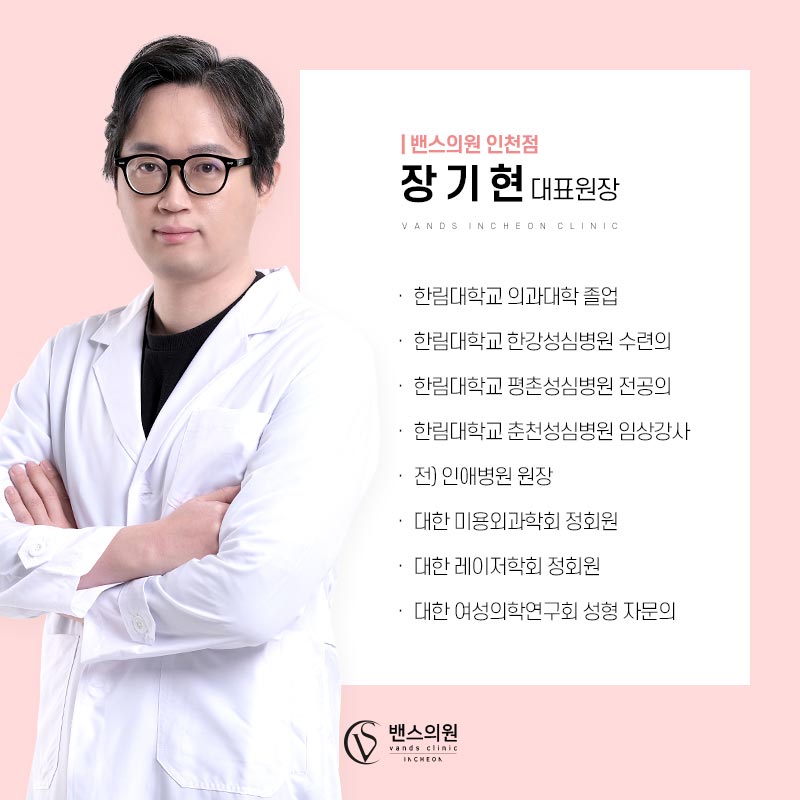 | 밴스의원 인천점
장기현 대표원장
VANDS INCHEON CLINIC
· 한림대학교 의과대학 졸업
· 한림대학교 한강성심병원 수련의
· 한림대학교 평촌성심병원 전공의
· 한림대학교 춘천성심병원 임상강사
· 전) 인애병원 원장
· 대한 미용외과학회 정회원
· 대한 레이저학회 정회원
· 대한 여성의학연구회 성형 자문의
VS 밴스의원
vands clinic
INCHEON